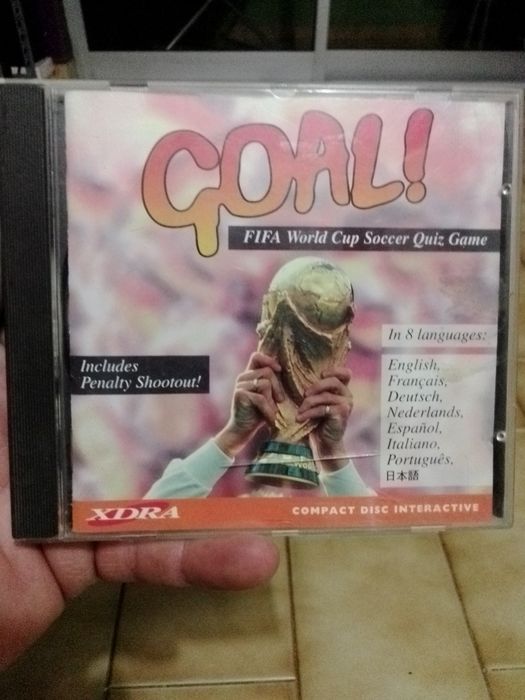 GOAL!
FIFA World Cup Soccer Quiz Game
In 8 languages:
Includes
Penalty Shootout!
English,
Français,
Deutsch,
Nederlands,
Español,
Italiano,
Português,
日本語
XDRA
COMPACT DISC INTERACTIVE